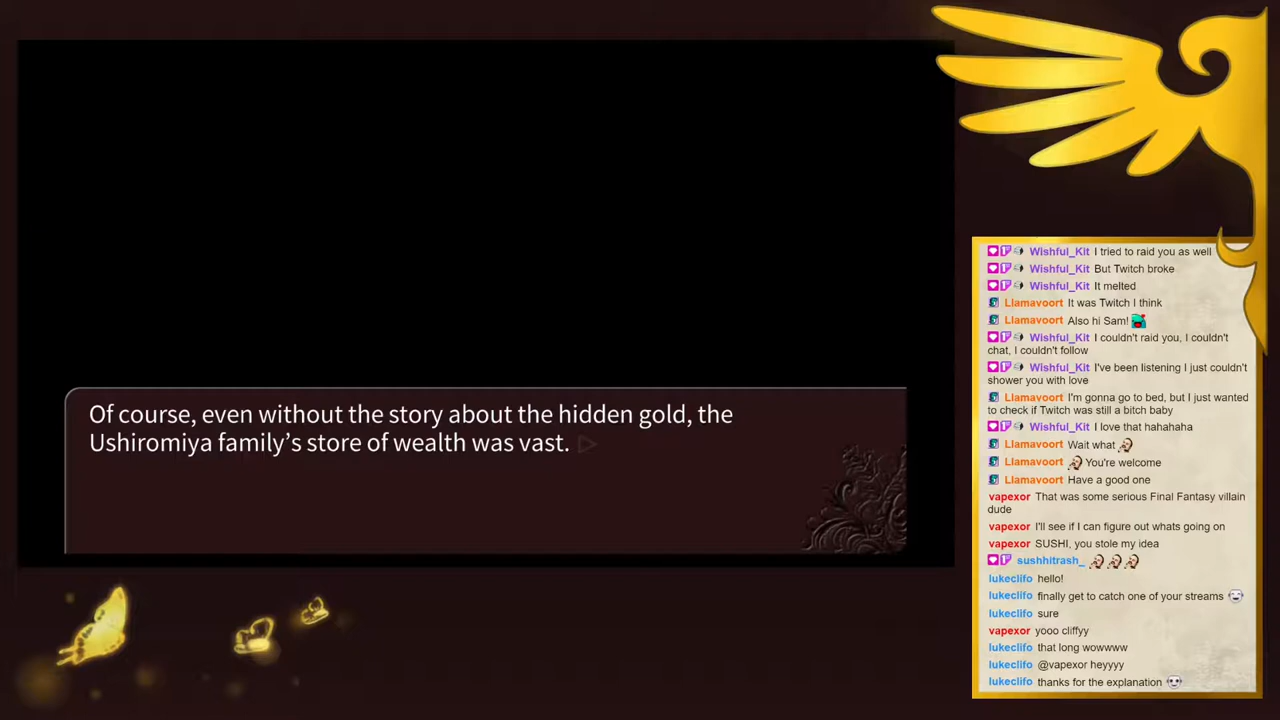 Of course, even without the story about the hidden gold, the
Ushiromiya family's store of wealth was vast.
Wishful_Kit I tried to raid you as well
Wishful_Kit But Twitch broke
Wishful_Kit It melted
Llamavoort It was Twitch I think
Llamavoort Also hi Sam!
Wishful_Kit I couldn't raid you, I couldn't
chat, I couldn't follow
Wishful_Kit I've been listening I just couldn't
shower you with love
Llamavoort I'm gonna go to bed, but I just wanted
to check if Twitch was still a bitch baby
Wishful_Kit I love that hahahaha
Llamavoort Wait what
Llamavoort You're welcome
Llamavoort Have a good one
vapexor That was some serious Final Fantasy villain
dude
vapexor I'll see if I can figure out whats going on
vapexor SUSHI, you stole my idea
sushhitrash_
lukeclifo hello!
lukeclifo finally get to catch one of your streams
lukeclifo sure
vapexor yooo cliffyy
lukeclifo that long wowwww
lukeclifo @vapexor heyyyy
lukeclifo thanks for the explanation